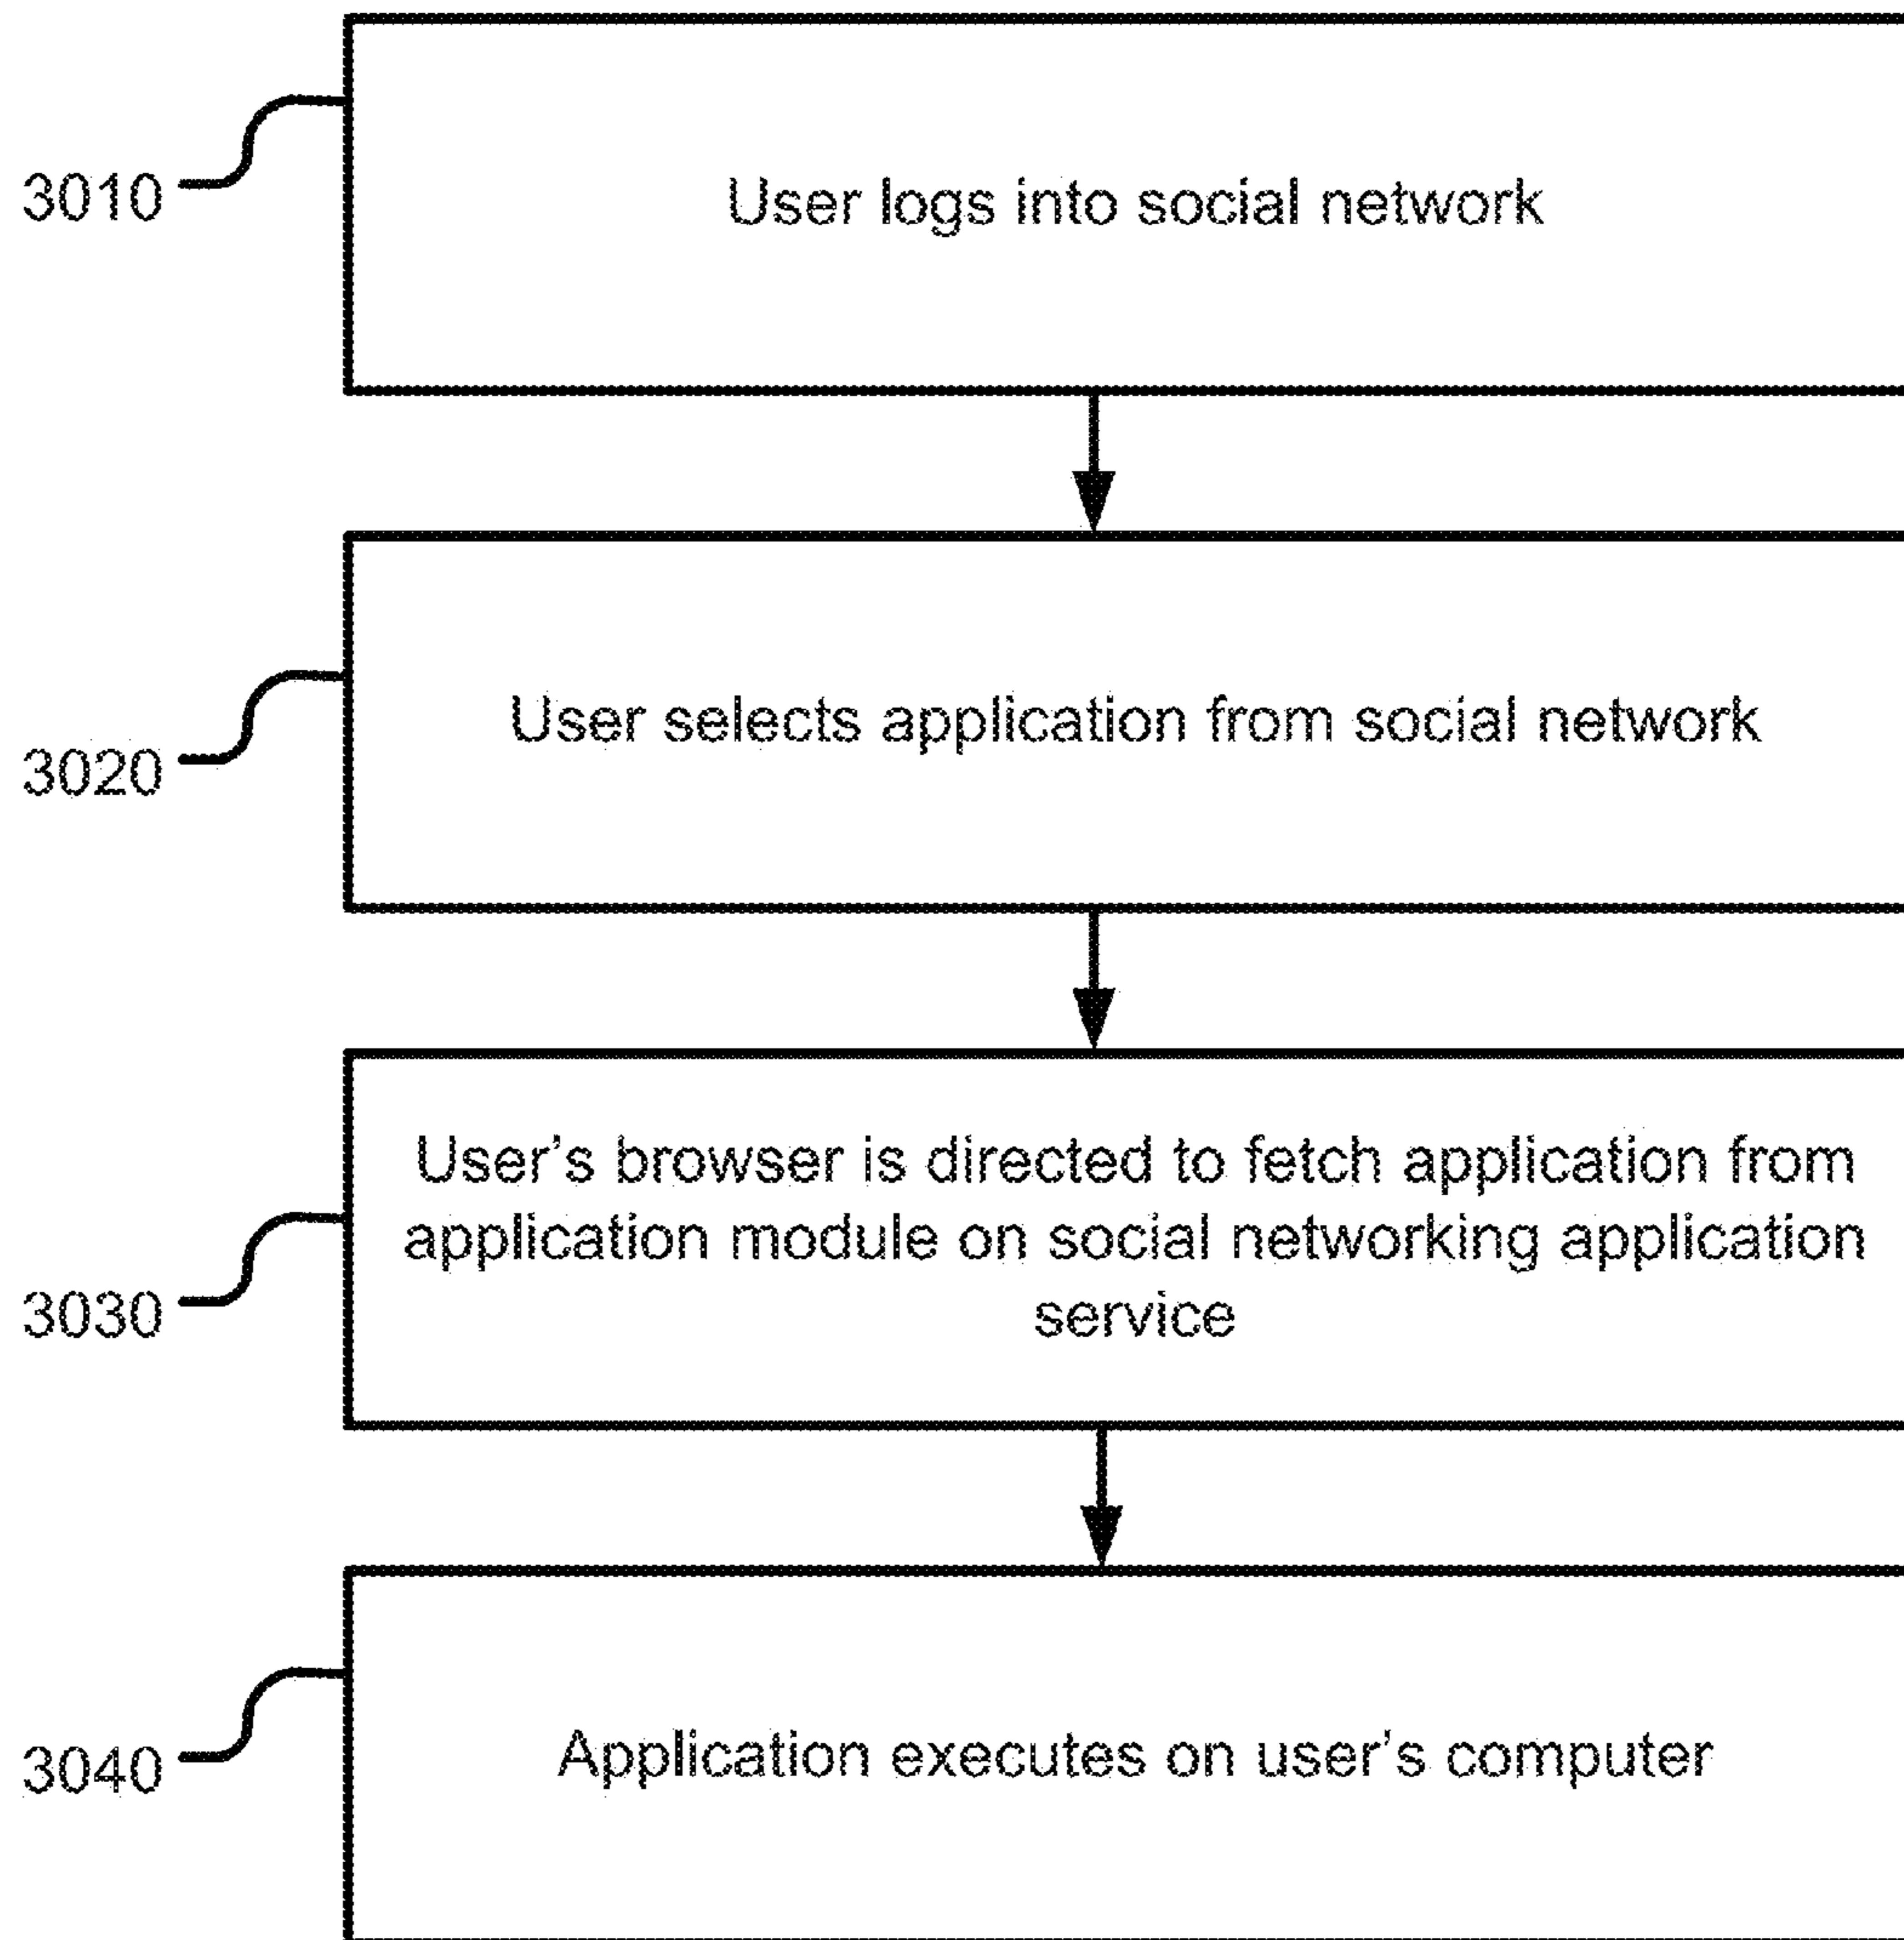 3010
User logs into social network
3020
User selects application from social network
3030
User's browser is directed to fetch application from
application module on social networking application
service
3040
Application executes on user's computer